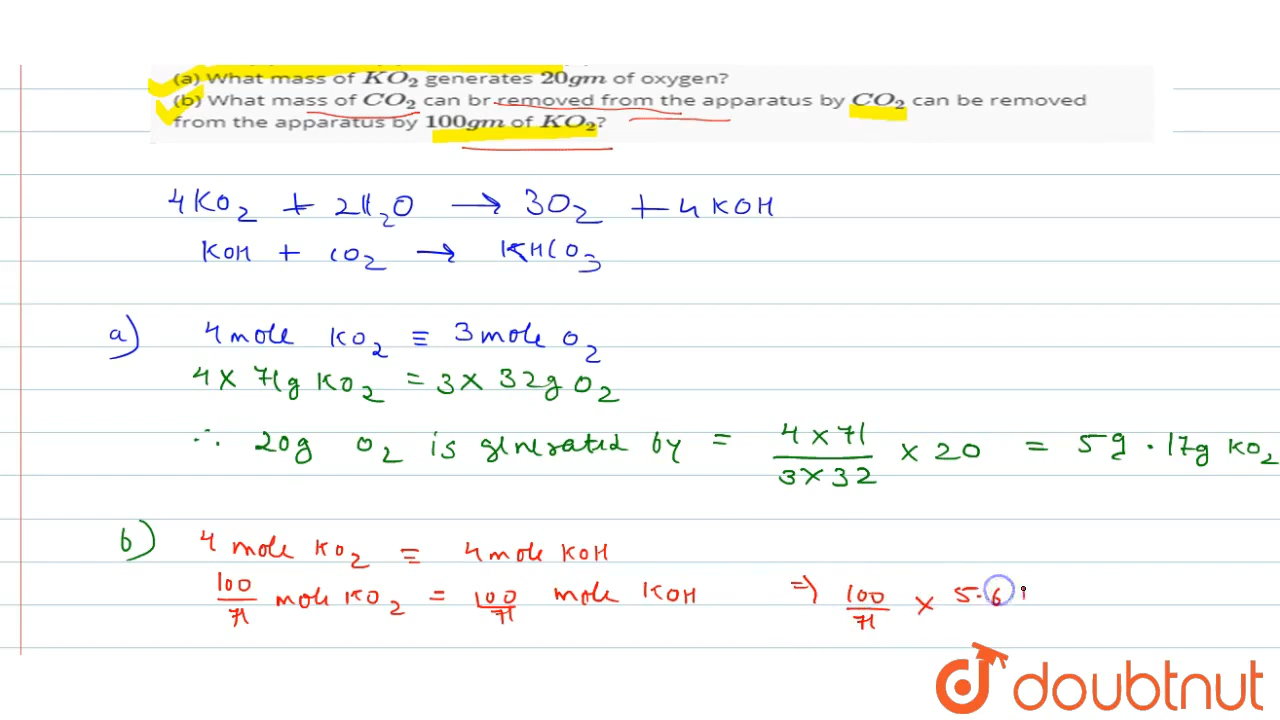 (a) What mass of KO2 generates 20gm of oxygen?
(b) What mass of CO2 can br removed from the apparatus by CO2 can be removed
from the apparatus by 100gm of KO2?
4KO2 + 2H2O → 3O2 + 4KOH
KOH + CO2 → KHCO3
a) 4 mole KO2 ≡ 3 mole O2
4 × 71g KO2 = 3 × 32g O2
∴ 20g O2 is generated by = 4 × 71 / 3 × 32 × 20 = 59.17g KO2
b) 4 mole KO2 ≡ 4 mole KOH
100/71 mole KO2 = 100/71 mole KOH ⇒ 100/71 × 5.6
doubtnut